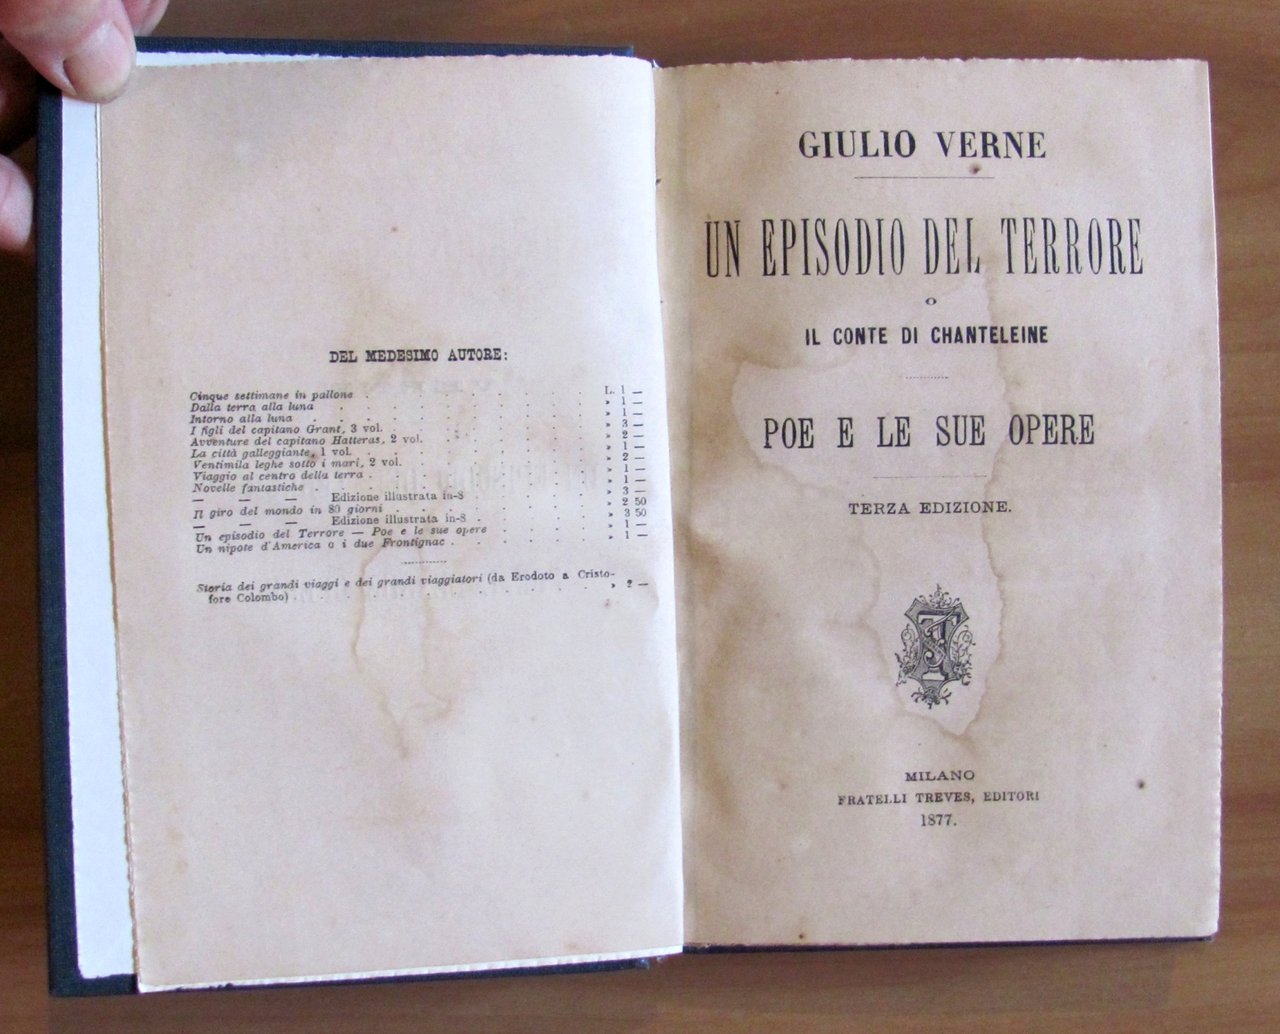 DEL MEDESIMO AUTORE:
Cinque settimane in pallone . . . . . . . . . . L. 1 —
Dalla terra alla luna . . . . . . . . . . » 1 —
Intorno alla luna . . . . . . . . . . » 1 —
I figli del capitano Grant, 3 vol. . . . . . . . . » 3 —
Avventure del capitano Hatteras, 2 vol. . . . . . . . » 2 —
La città galleggiante, 1 vol. . . . . . . . . . » 1 —
Ventimila leghe sotto i mari, 2 vol. . . . . . . . . » 2 —
Viaggio al centro della terra . . . . . . . . . » 1 —
Novelle fantastiche . . . . . . . . . . » 1 —
— — — Edizione illustrata in-8 . . . . . » 3 —
Il giro del mondo in 80 giorni . . . . . . . . . » 2 50
— — — Edizione illustrata in-8 . . . . . » 3 50
Un episodio del Terrore — Poe e le sue opere . . . . . » 1 —
Un nipote d'America o i due Frontignac . . . . . . . » 1 —
Storia dei grandi viaggi e dei grandi viaggiatori (da Erodoto a Cristo-
fore Colombo) . . . . . . . . . . » 2 —
GIULIO VERNE
UN EPISODIO DEL TERRORE
O
IL CONTE DI CHANTELEINE
POE E LE SUE OPERE
TERZA EDIZIONE.
MILANO
FRATELLI TREVES, EDITORI
1877.